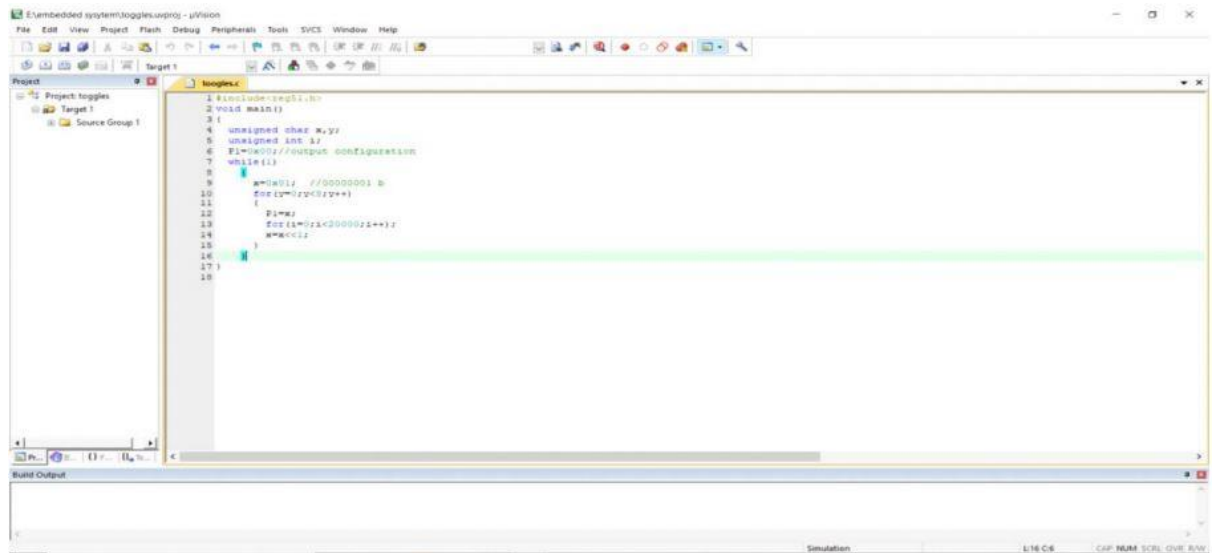 E:\embedded sysytem\toggles.uvproj - µVision
File Edit View Project Flash Debug Peripherals Tools SVCS Window Help
Target 1
Project
toogles.c
Project: toggles
Target 1
Source Group 1
1 #include<reg51.h>
2 void main()
3 {
4 unsigned char x,y;
5 unsigned int i;
6 P1=0x00;//output configuration
7 while(1)
8 {
9 x=0x01; //00000001 b
10 for(y=0;y<8;y++)
11 {
12 P1=x;
13 for(i=0;i<20000;i++);
14 x=x<<1;
15 }
16 }
17 }
18
Build Output
Simulation L:16 C:6 CAP NUM SCRL OVR R/W